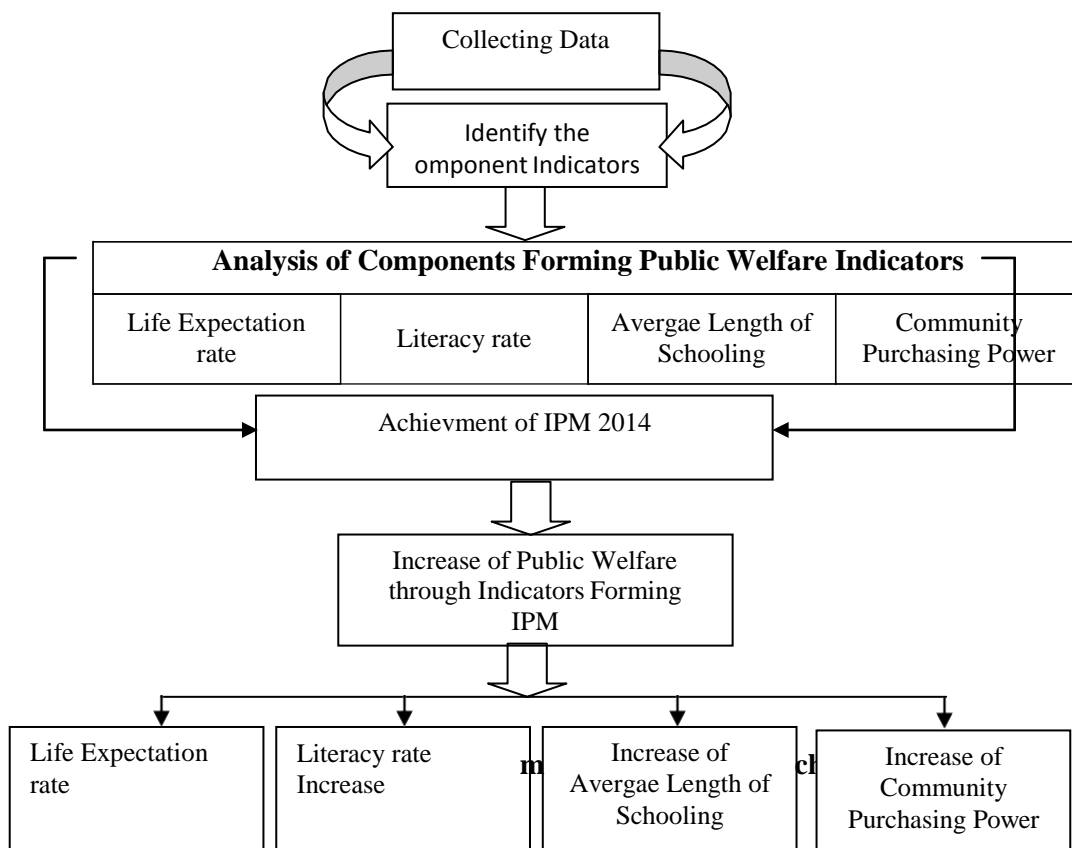 Collecting Data
Identify the
omponent Indicators
Analysis of Components Forming Public Welfare Indicators
Life Expectation
rate
Literacy rate
Avergae Length of
Schooling
Community
Purchasing Power
Achievment of IPM 2014
Increase of Public Welfare
through Indicators Forming
IPM
Life Expectation
rate
Literacy rate
Increase
Increase of
Avergae Length of
Schooling
Increase of
Community
Purchasing Power